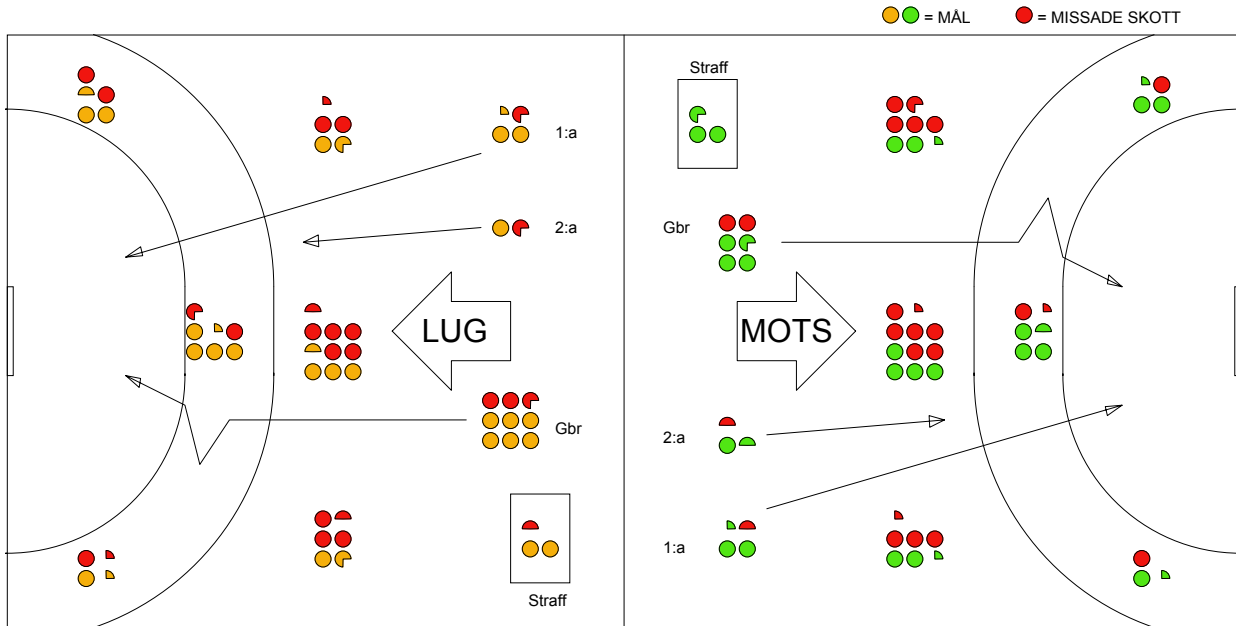 = MÅL = MISSADE SKOTT
Straff
1:a
2:a
Gbr
LUG
MOTS
Gbr
2:a
1:a
Straff